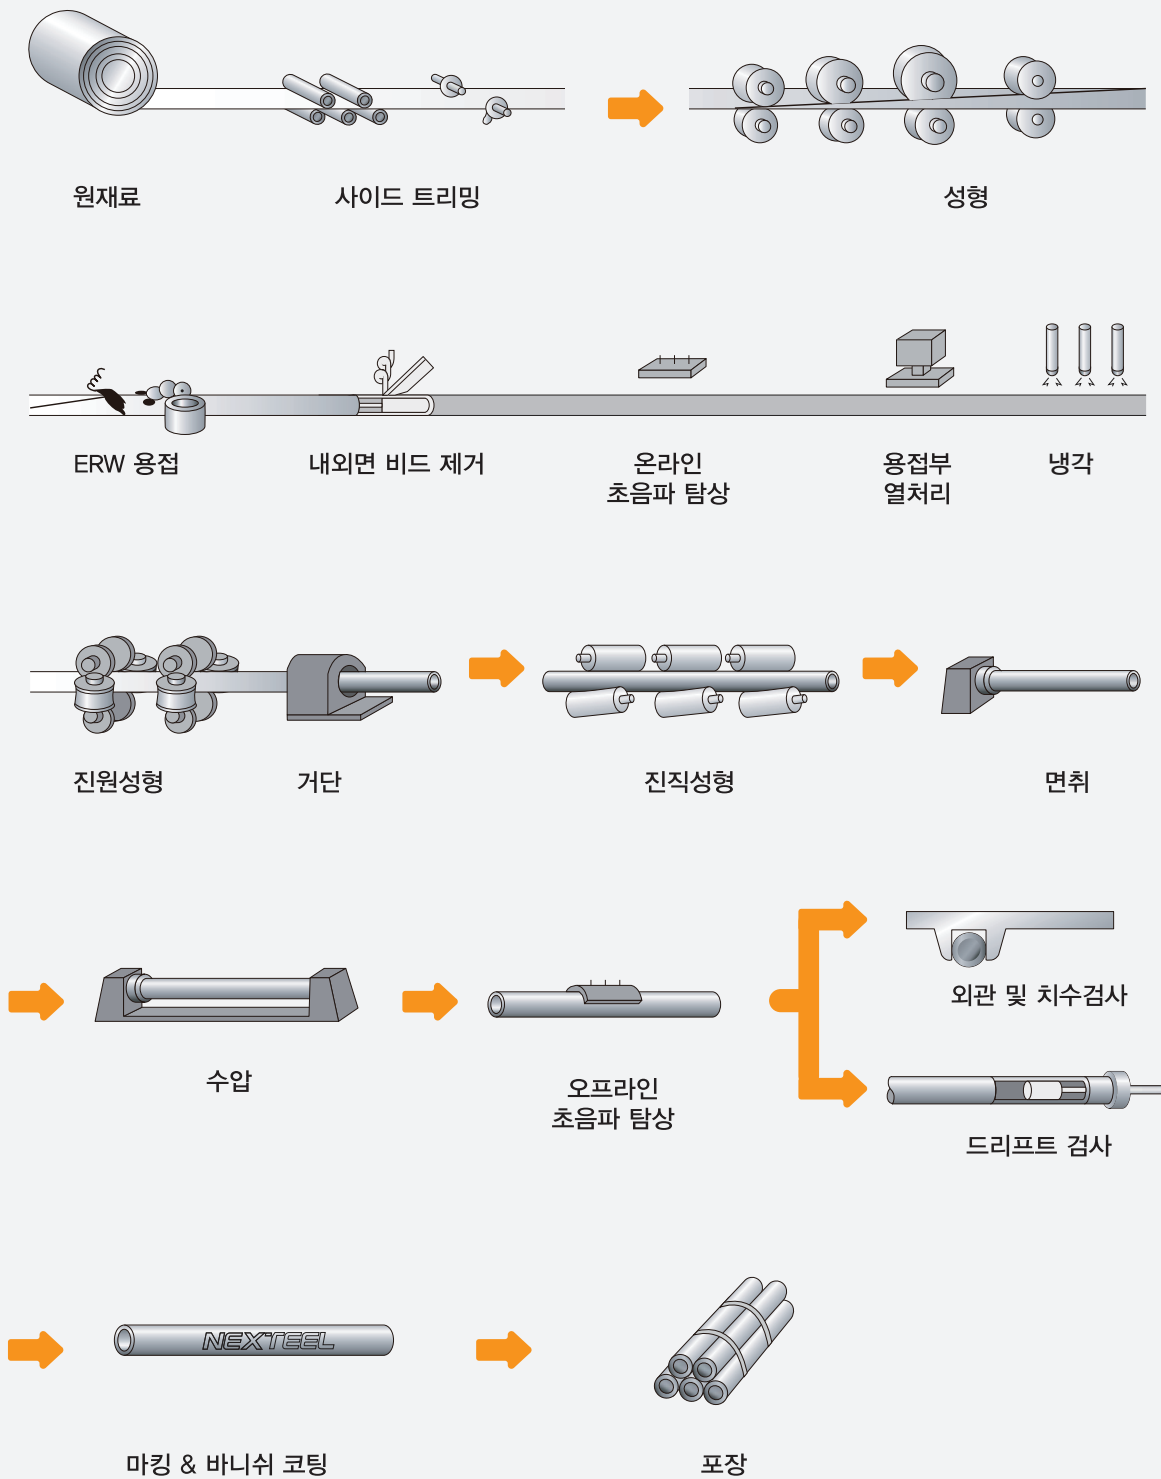 원재료
사이드 트리밍
성형
ERW 용접
내외면 비드 제거
온라인
초음파 탐상
용접부
열처리
냉각
진원성형
거단
진직성형
면취
수압
오프라인
초음파 탐상
외관 및 치수검사
드리프트 검사
NEXTEEL
마킹 & 바니쉬 코팅
포장